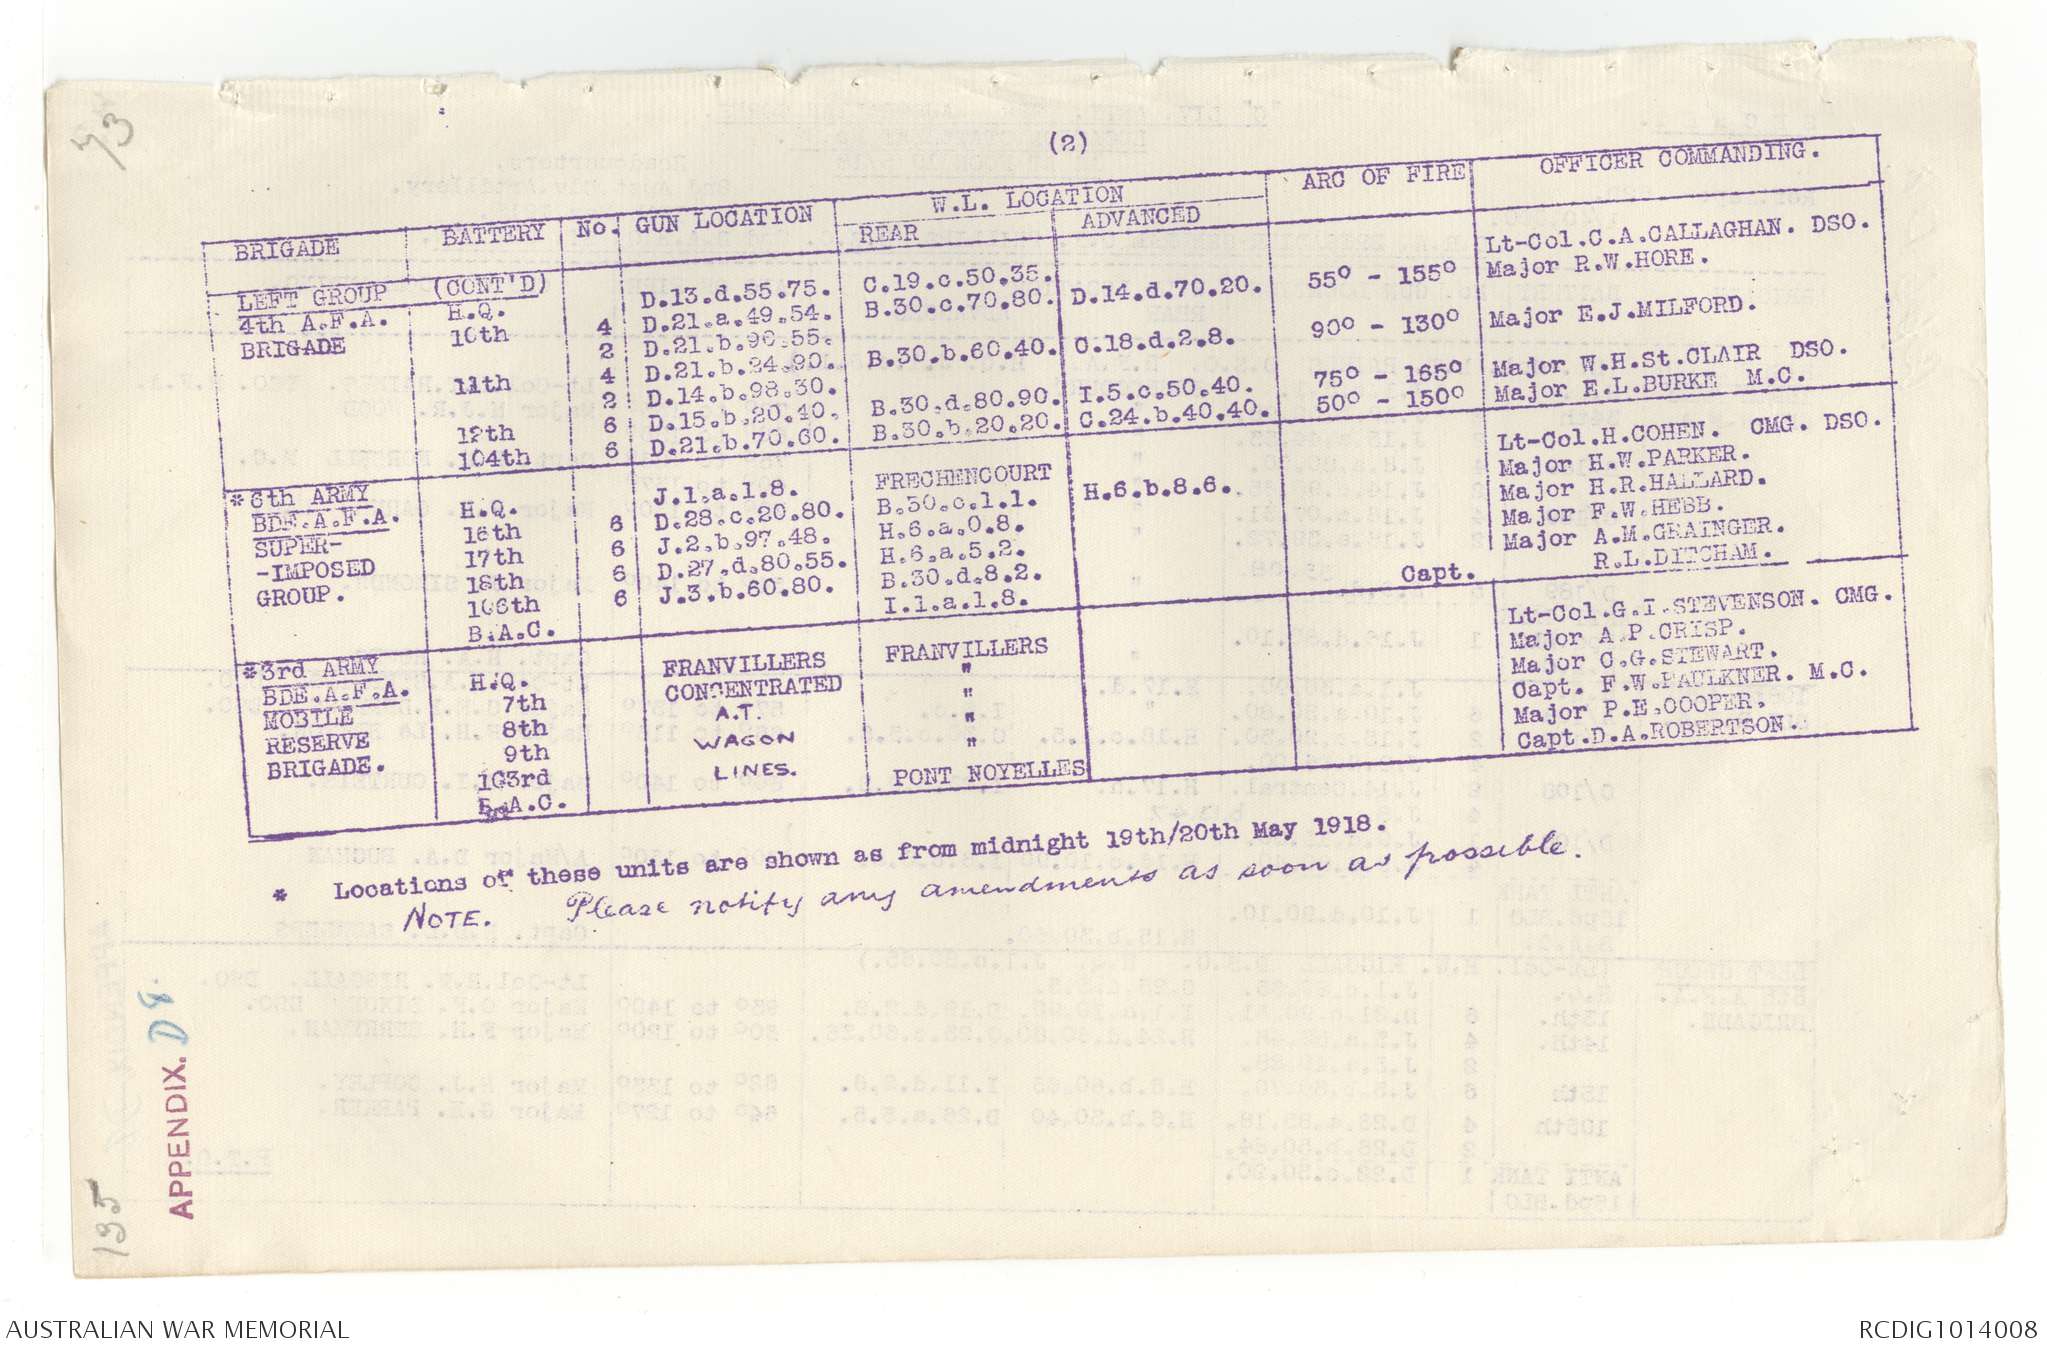 73
(2)
BRIGADE | BATTERY | No. | GUN LOCATION | W.L. LOCATION | ARC OF FIRE | OFFICER COMMANDING.
REAR | ADVANCED
LEFT GROUP (CONT'D)
4th A.F.A. H.Q. D.13.d.55.75. C.19.c.50.35. Lt-Col.C.A.CALLAGHAN. DSO.
BRIGADE 10th 4 D.21.a.49.54. B.30.c.70.80. D.14.d.70.20. 55° - 155° Major R.W.HORE.
2 D.21.b.90.55.
11th 4 D.21.b.24.90. B.30.b.60.40. C.18.d.2.8. 90° - 130° Major E.J.MILFORD.
2 D.14.b.98.30.
12th 6 D.15.b.20.40. B.30.d.80.90. I.5.c.50.40. 75° - 165° Major W.H.St.CLAIR DSO.
104th 6 D.21.b.70.60. B.30.b.20.20. C.24.b.40.40. 50° - 150° Major E.L.BURKE M.C.
*6th ARMY H.Q. J.1.a.1.8. FRECHENCOURT Lt-Col.H.COHEN. CMG. DSO.
BDE.A.F.A. 16th 6 D.28.c.20.80. B.30.c.1.1. H.6.b.8.6. Major H.W.PARKER.
SUPER- 17th 6 J.2.b.97.48. H.6.a.0.8. Major H.R.HALLARD.
-IMPOSED 18th 6 D.27.d.80.55. H.6.a.5.2. Major F.W.HEBB.
GROUP. 106th 6 J.3.b.60.80. B.30.d.8.2. Major A.M.GRAINGER.
B.A.C. I.1.a.1.8. Capt. R.L.DITCHAM.
*3rd ARMY H.Q. FRANVILLERS FRANVILLERS Lt-Col.G.I.STEVENSON. CMG.
BDE.A.F.A. 7th CONCENTRATED " Major A.P.CRISP.
MOBILE 8th A.T. " Major C.G.STEWART.
RESERVE 9th WAGON " Capt. F.W.FAULKNER. M.C.
BRIGADE. 103rd LINES. " Major P.E.COOPER.
B.A.C. PONT NOYELLES Capt.D.A.ROBERTSON.
* Locations of these units are shown as from midnight 19th/20th May 1918.
NOTE. Please notify any amendments as soon as possible.
APPENDIX. D 8.
135
AUSTRALIAN WAR MEMORIAL
RCDIG1014008